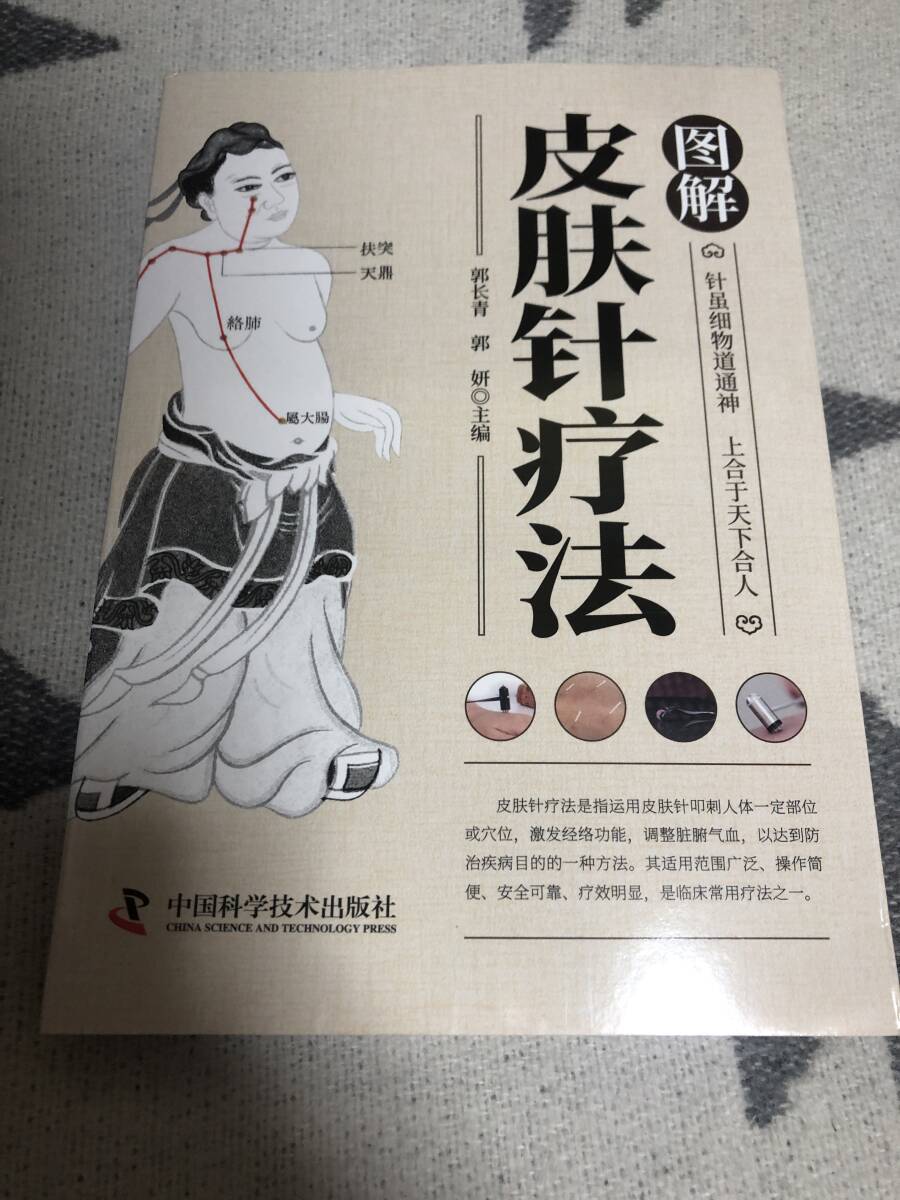 图解
皮肤针疗法
针虽细物道通神
上合于天下合人
郭长青 郭 妍◎主编
扶突
天鼎
絡肺
屬大腸
皮肤针疗法是指运用皮肤针叩刺人体一定部位
或穴位，激发经络功能，调整脏腑气血，以达到防
治疾病目的的一种方法。其适用范围广泛、操作简
便、安全可靠、疗效明显，是临床常用疗法之一。
中国科学技术出版社
CHINA SCIENCE AND TECHNOLOGY PRESS